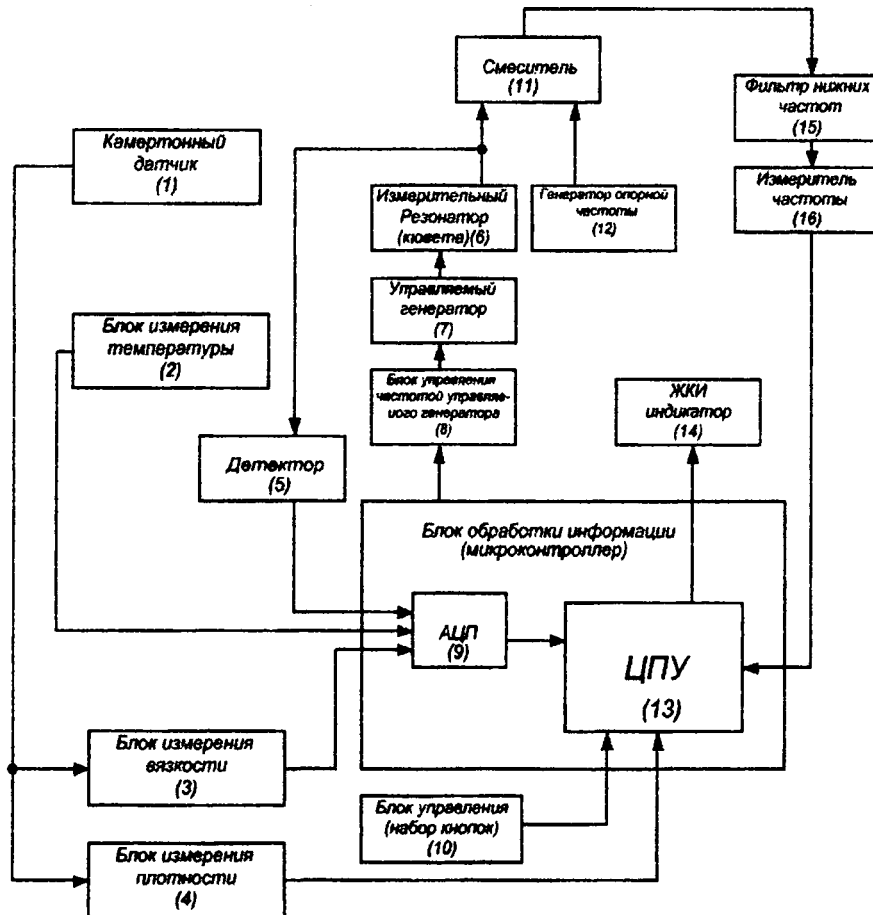 Смеситель
(11)
Фильтр нижних
частот
(15)
Камертонный
датчик
(1)
Измерительный
Резонатор
(кювета)(6)
Генератор опорной
частоты
(12)
Измеритель
частоты
(16)
Управляемый
генератор
(7)
Блок измерения
температуры
(2)
Блок управления
частотой управляе-
мого генератора
(8)
ЖКИ
индикатор
(14)
Детектор
(5)
Блок обработки информации
(микроконтроллер)
АЦП
(9)
ЦПУ
(13)
Блок измерения
вязкости
(3)
Блок управления
(набор кнопок)
(10)
Блок измерения
плотности
(4)